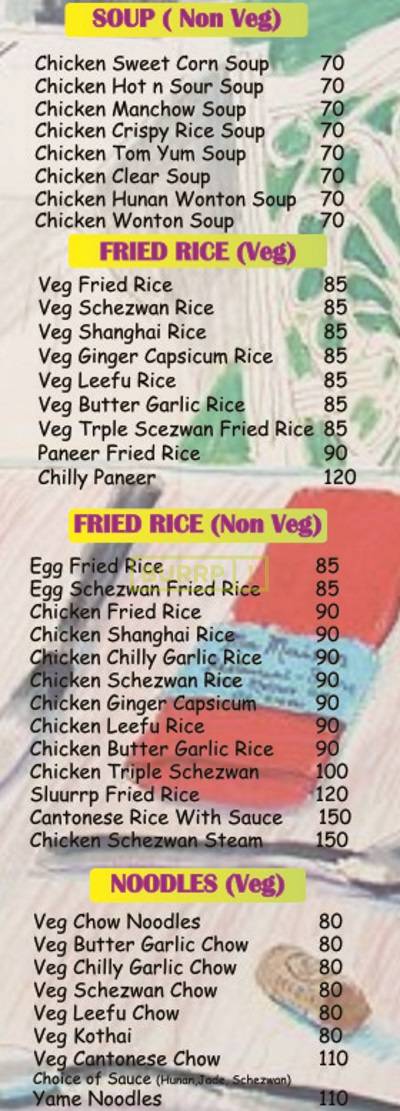 SOUP ( Non Veg)
Chicken Sweet Corn Soup 70
Chicken Hot n Sour Soup 70
Chicken Manchow Soup 70
Chicken Crispy Rice Soup 70
Chicken Tom Yum Soup 70
Chicken Clear Soup 70
Chicken Hunan Wonton Soup 70
Chicken Wonton Soup 70
FRIED RICE (Veg)
Veg Fried Rice 85
Veg Schezwan Rice 85
Veg Shanghai Rice 85
Veg Ginger Capsicum Rice 85
Veg Leefu Rice 85
Veg Butter Garlic Rice 85
Veg Trple Scezwan Fried Rice 85
Paneer Fried Rice 90
Chilly Paneer 120
FRIED RICE (Non Veg)
Egg Fried Rice 85
BURRP
Egg Schezwan Fried Rice 85
Chicken Fried Rice 90
Chicken Shanghai Rice 90
Chicken Chilly Garlic Rice 90
Chicken Schezwan Rice 90
Chicken Ginger Capsicum 90
Chicken Leefu Rice 90
Chicken Butter Garlic Rice 90
Chicken Triple Schezwan 100
Sluurrp Fried Rice 120
Cantonese Rice With Sauce 150
Chicken Schezwan Steam 150
NOODLES (Veg)
Veg Chow Noodles 80
Veg Butter Garlic Chow 80
Veg Chilly Garlic Chow 80
Veg Schezwan Chow 80
Veg Leefu Chow 80
Veg Kothai 80
Veg Cantonese Chow 110
Choice of Sauce (Hunan,Jade, Schezwan)
Yame Noodles 110